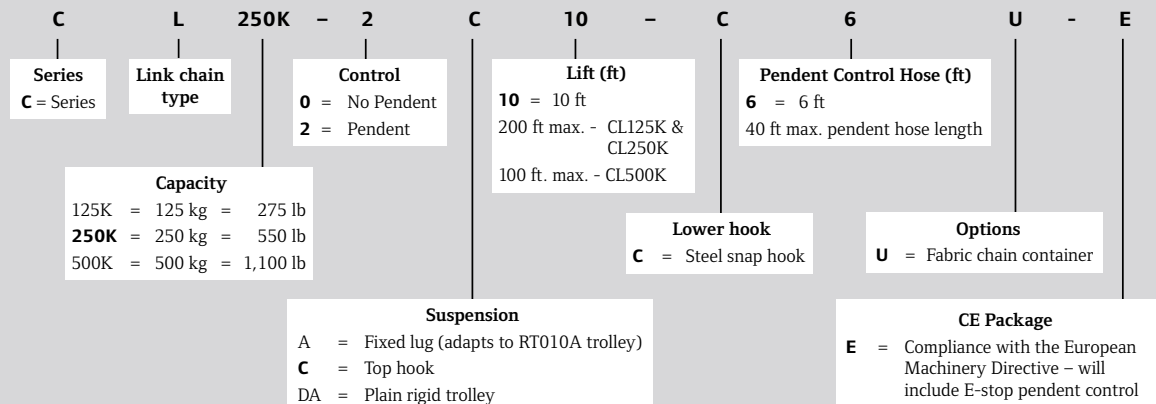 C L 250K – 2 C 10 – C 6 U - E
Series
C = Series
Link chain
type
Control
0 = No Pendent
2 = Pendent
Lift (ft)
10 = 10 ft
200 ft max. - CL125K &
CL250K
100 ft. max. - CL500K
Pendent Control Hose (ft)
6 = 6 ft
40 ft max. pendent hose length
Capacity
125K = 125 kg = 275 lb
250K = 250 kg = 550 lb
500K = 500 kg = 1,100 lb
Lower hook
C = Steel snap hook
Options
U = Fabric chain container
Suspension
A = Fixed lug (adapts to RT010A trolley)
C = Top hook
DA = Plain rigid trolley
CE Package
E = Compliance with the European
Machinery Directive – will
include E-stop pendent control